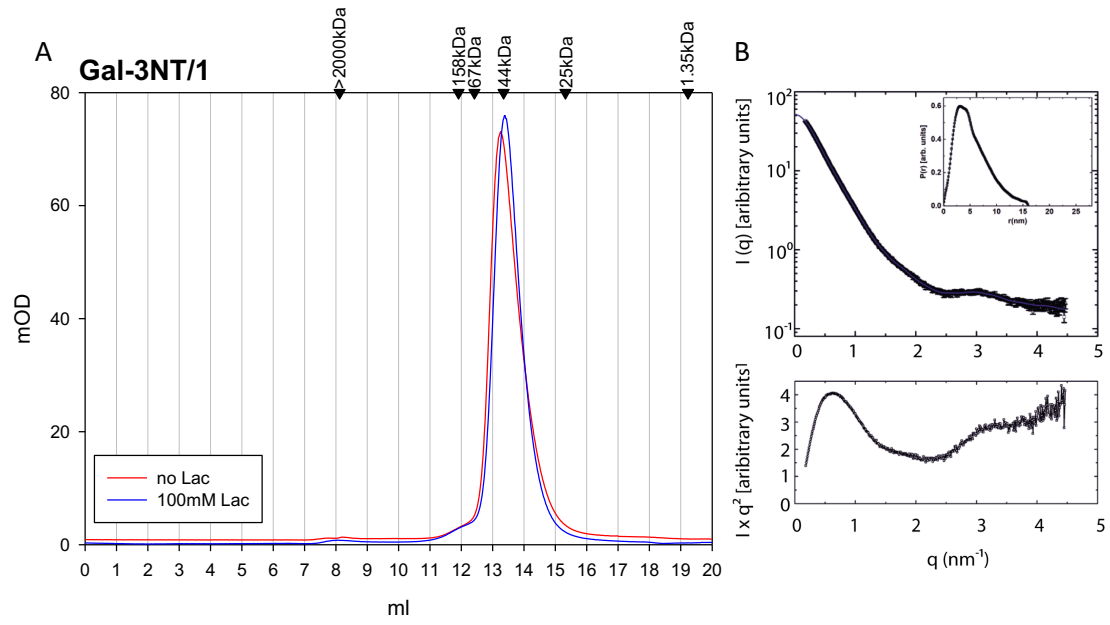 A
Gal-3NT/1
>2000kDa
158kDa
67kDa
44kDa
25kDa
1.35kDa
80
60
40
20
0
mOD
no Lac
100mM Lac
0 1 2 3 4 5 6 7 8 9 10 11 12 13 14 15 16 17 18 19 20
ml
B
I (q) [aribitrary units]
10²
10¹
10⁰
10⁻¹
0 1 2 3 4 5
P(r) [arb. units]
0.6
0.4
0.2
0.0
0 5 10 15 20 25
r(nm)
I x q² [aribitrary units]
4
3
2
1
0
0 1 2 3 4 5
q (nm⁻¹)